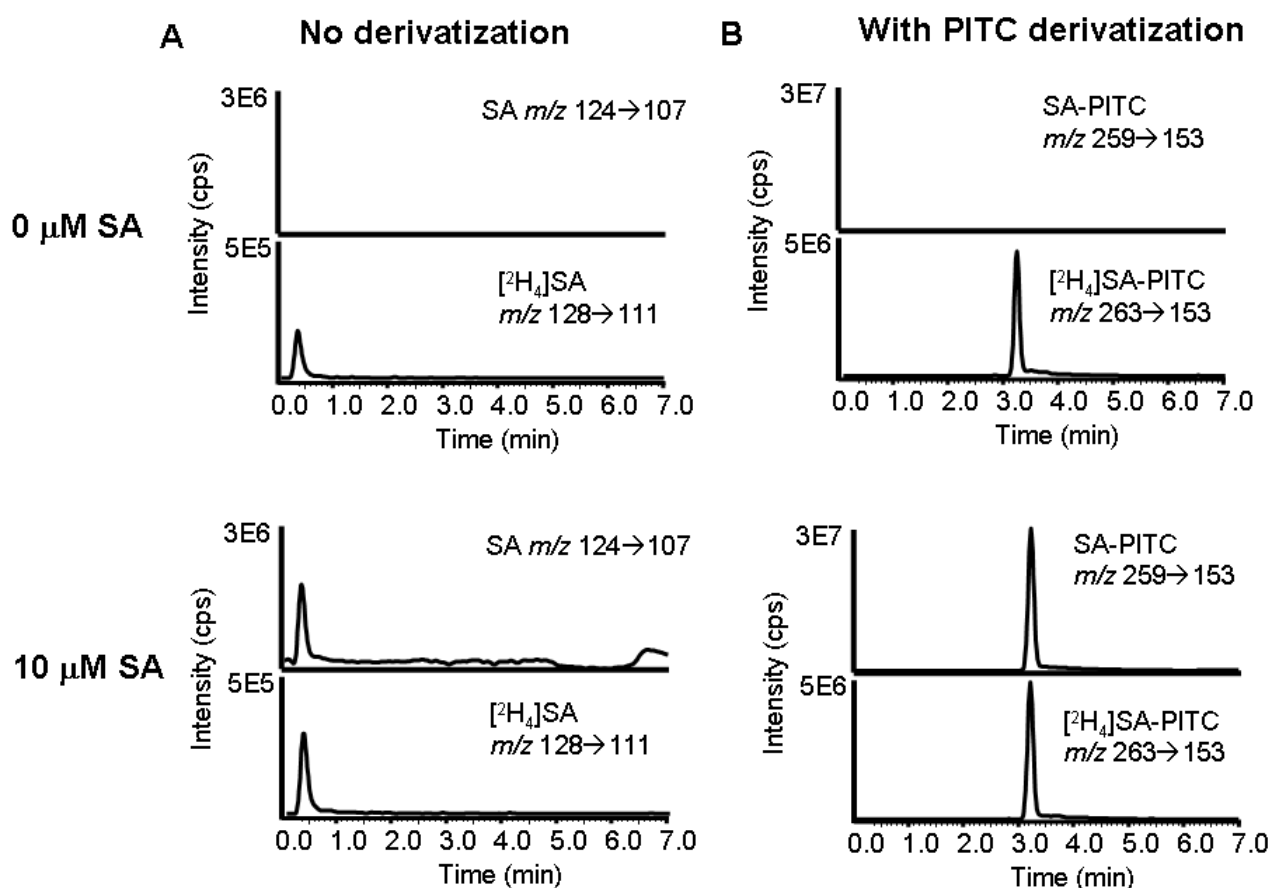 A No derivatization
B With PITC derivatization
0 μM SA
3E6
SA m/z 124→107
Intensity (cps)
5E5
[²H₄]SA
m/z 128→111
0.0 1.0 2.0 3.0 4.0 5.0 6.0 7.0
Time (min)
3E7
SA-PITC
m/z 259→153
Intensity (cps)
5E6
[²H₄]SA-PITC
m/z 263→153
0.0 1.0 2.0 3.0 4.0 5.0 6.0 7.0
Time (min)
10 μM SA
3E6
SA m/z 124→107
Intensity (cps)
5E5
[²H₄]SA
m/z 128→111
0.0 1.0 2.0 3.0 4.0 5.0 6.0 7.0
Time (min)
3E7
SA-PITC
m/z 259→153
Intensity (cps)
5E6
[²H₄]SA-PITC
m/z 263→153
0.0 1.0 2.0 3.0 4.0 5.0 6.0 7.0
Time (min)